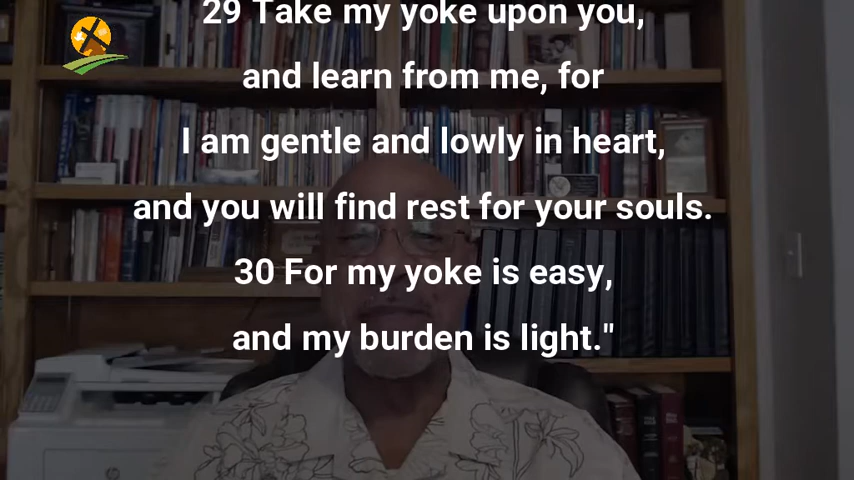 29 Take my yoke upon you,
and learn from me, for
I am gentle and lowly in heart,
and you will find rest for your souls.
30 For my yoke is easy,
and my burden is light."